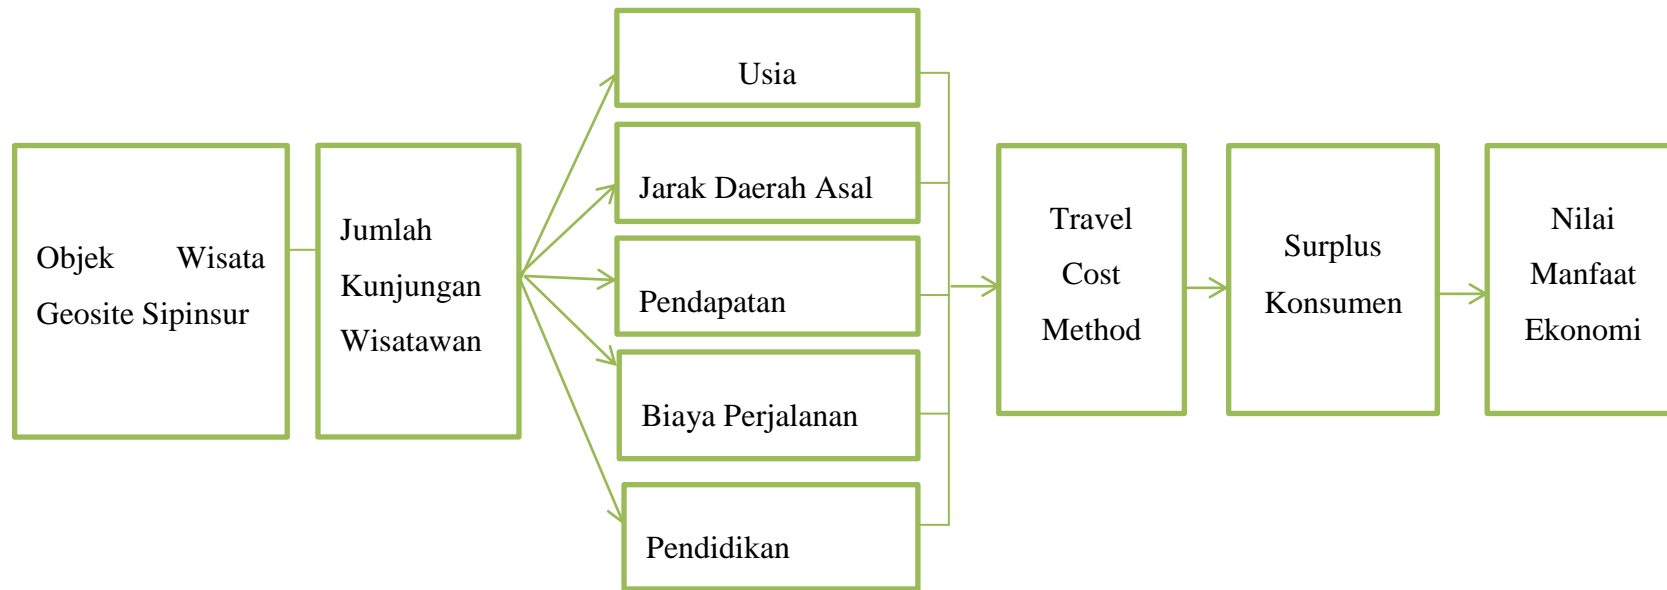 Objek Wisata
Geosite Sipinsur
Jumlah
Kunjungan
Wisatawan
Usia
Jarak Daerah Asal
Pendapatan
Biaya Perjalanan
Pendidikan
Travel
Cost
Method
Surplus
Konsumen
Nilai
Manfaat
Ekonomi